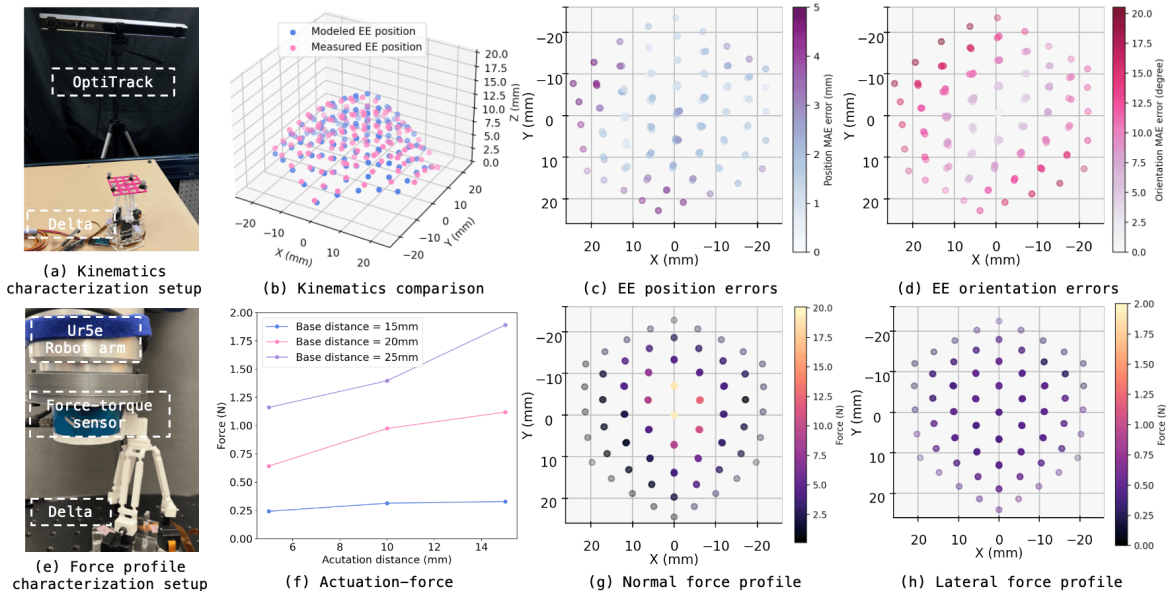 OptiTrack
Delta
(a) Kinematics
characterization setup
Modeled EE position
Measured EE position
20.0
17.5
15.0
12.5
10.0
7.5
5.0
2.5
0.0
Z (mm)
20
10
0
−10
−20
Y (mm)
−20
−10
0
10
20
X (mm)
(b) Kinematics comparison
−20
−10
0
10
20
Y (mm)
20
10
0
−10
−20
X (mm)
5
4
3
2
1
0
Position MAE error (mm)
(c) EE position errors
−20
−10
0
10
20
Y (mm)
20
10
0
−10
−20
X (mm)
20.0
17.5
15.0
12.5
10.0
7.5
5.0
2.5
0.0
Orientation MAE error (degree)
(d) EE orientation errors
Ur5e
Robot arm
Force-torque
sensor
Delta
(e) Force profile
characterization setup
Base distance = 15mm
Base distance = 20mm
Base distance = 25mm
2.00
1.75
1.50
1.25
1.00
0.75
0.50
0.25
0.00
Force (N)
6
8
10
12
14
Acutation distance (mm)
(f) Actuation-force
−20
−10
0
10
20
Y (mm)
20
10
0
−10
−20
X (mm)
20.0
17.5
15.0
12.5
10.0
7.5
5.0
2.5
Force (N)
(g) Normal force profile
−20
−10
0
10
20
Y (mm)
20
10
0
−10
−20
X (mm)
2.00
1.75
1.50
1.25
1.00
0.75
0.50
0.25
0.00
Force (N)
(h) Lateral force profile